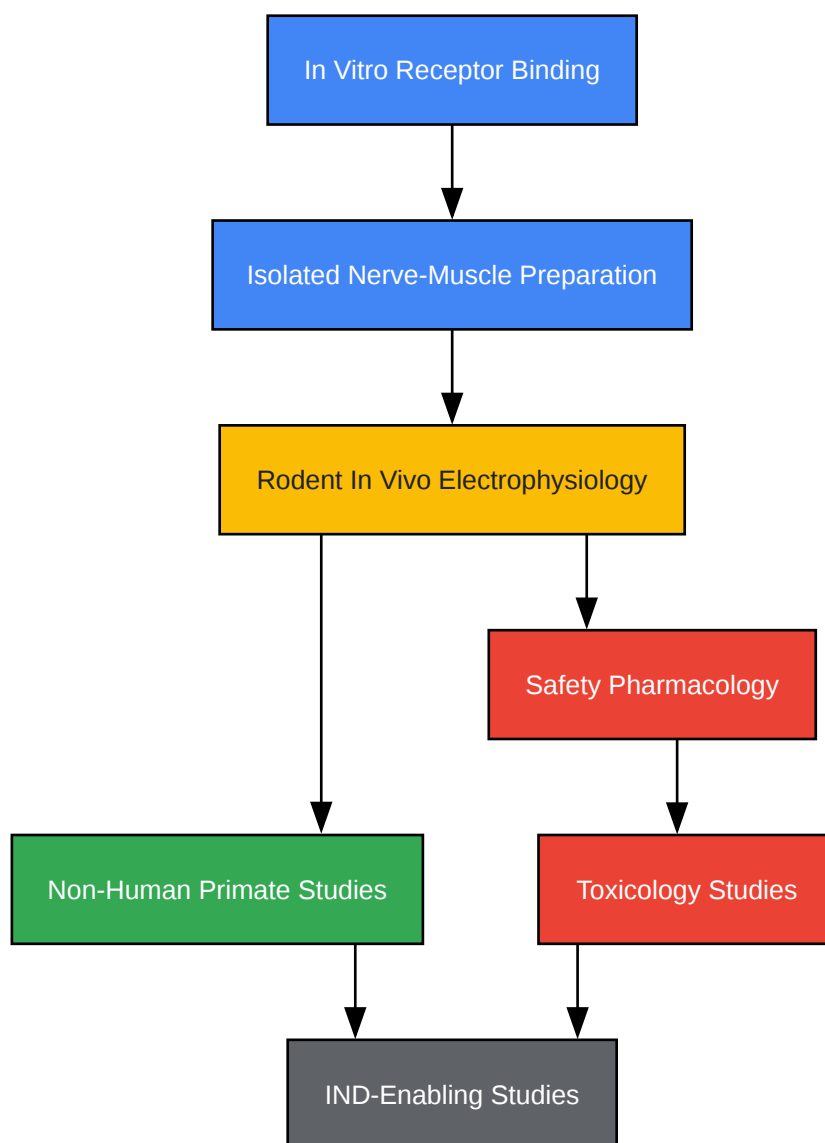 In Vitro Receptor Binding
Isolated Nerve-Muscle Preparation
Rodent In Vivo Electrophysiology
Safety Pharmacology
Non-Human Primate Studies
Toxicology Studies
IND-Enabling Studies